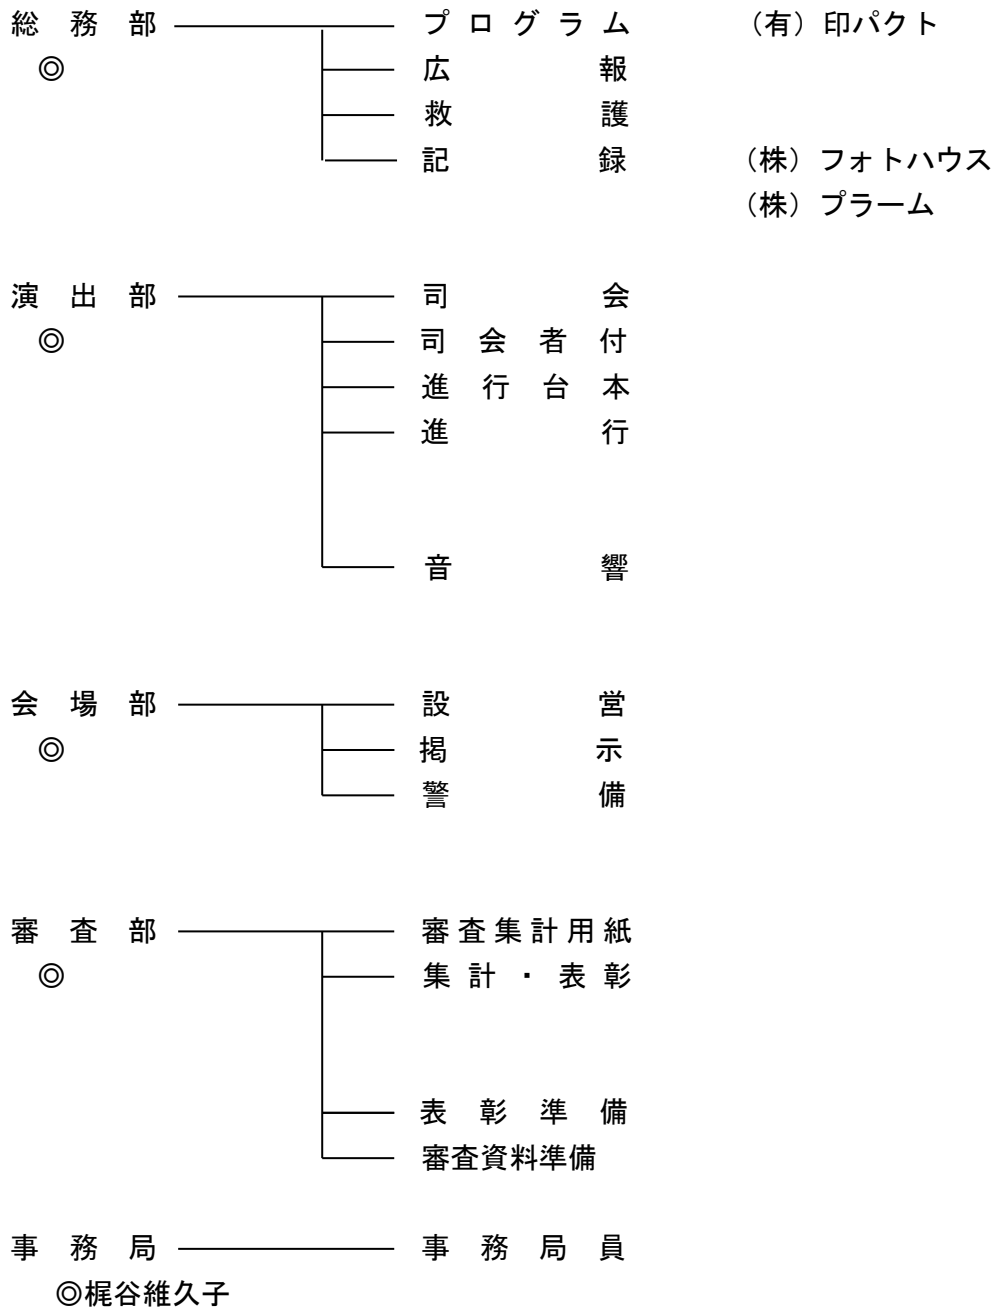 総務部 プログラム （有）印パクト
◎ 広報
救護
記録 （株）フォトハウス
（株）プラーム
演出部 司会
◎ 司会者付
進行台本
進行
音響
会場部 設営
◎ 掲示
警備
審査部 審査集計用紙
◎ 集計・表彰
表彰準備
審査資料準備
事務局 事務局員
◎梶谷維久子